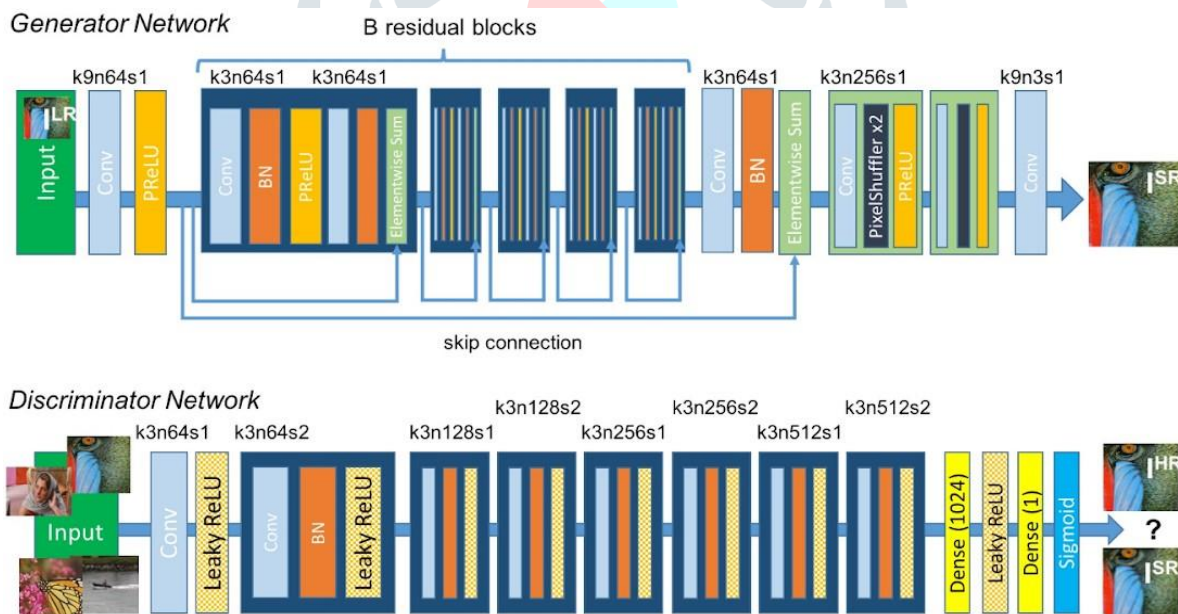 Generator Network
B residual blocks
k9n64s1
k3n64s1
k3n64s1
k3n64s1
k3n256s1
k9n3s1
Input
I LR
Conv
PReLU
Conv
BN
PReLU
Elementwise Sum
Conv
BN
Elementwise Sum
Conv
PixelShuffler x2
PReLU
Conv
I SR
skip connection
Discriminator Network
k3n64s1
k3n64s2
k3n128s1
k3n128s2
k3n256s1
k3n256s2
k3n512s1
k3n512s2
Input
Conv
Leaky ReLU
Conv
BN
Leaky ReLU
Dense (1024)
Leaky ReLU
Dense (1)
Sigmoid
I HR
?
I SR